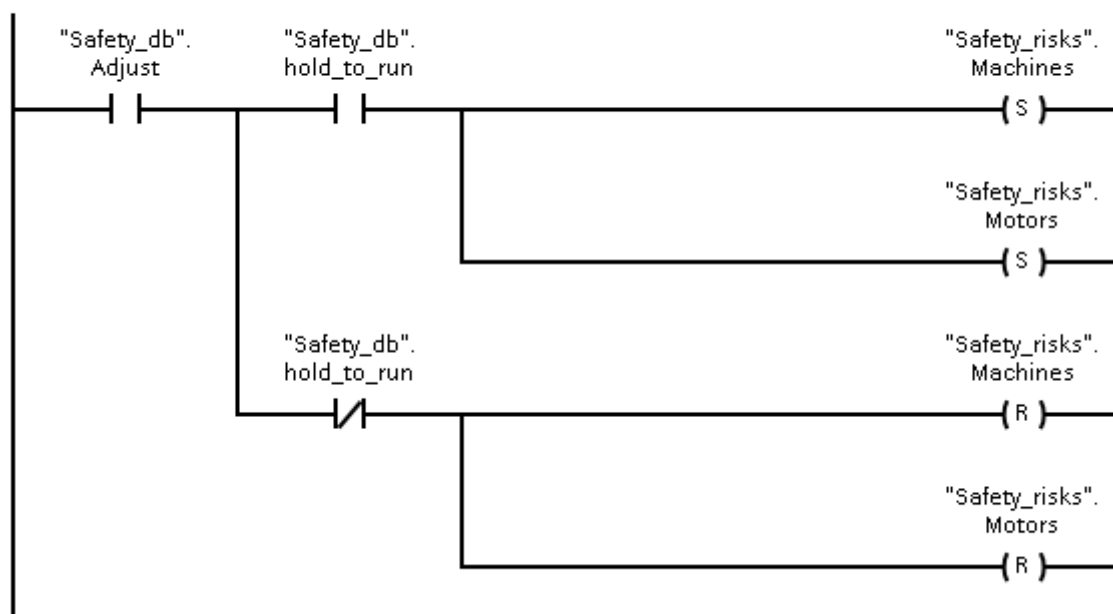 "Safety_db".
Adjust
"Safety_db".
hold_to_run
"Safety_risks".
Machines
S
"Safety_risks".
Motors
S
"Safety_db".
hold_to_run
"Safety_risks".
Machines
R
"Safety_risks".
Motors
R